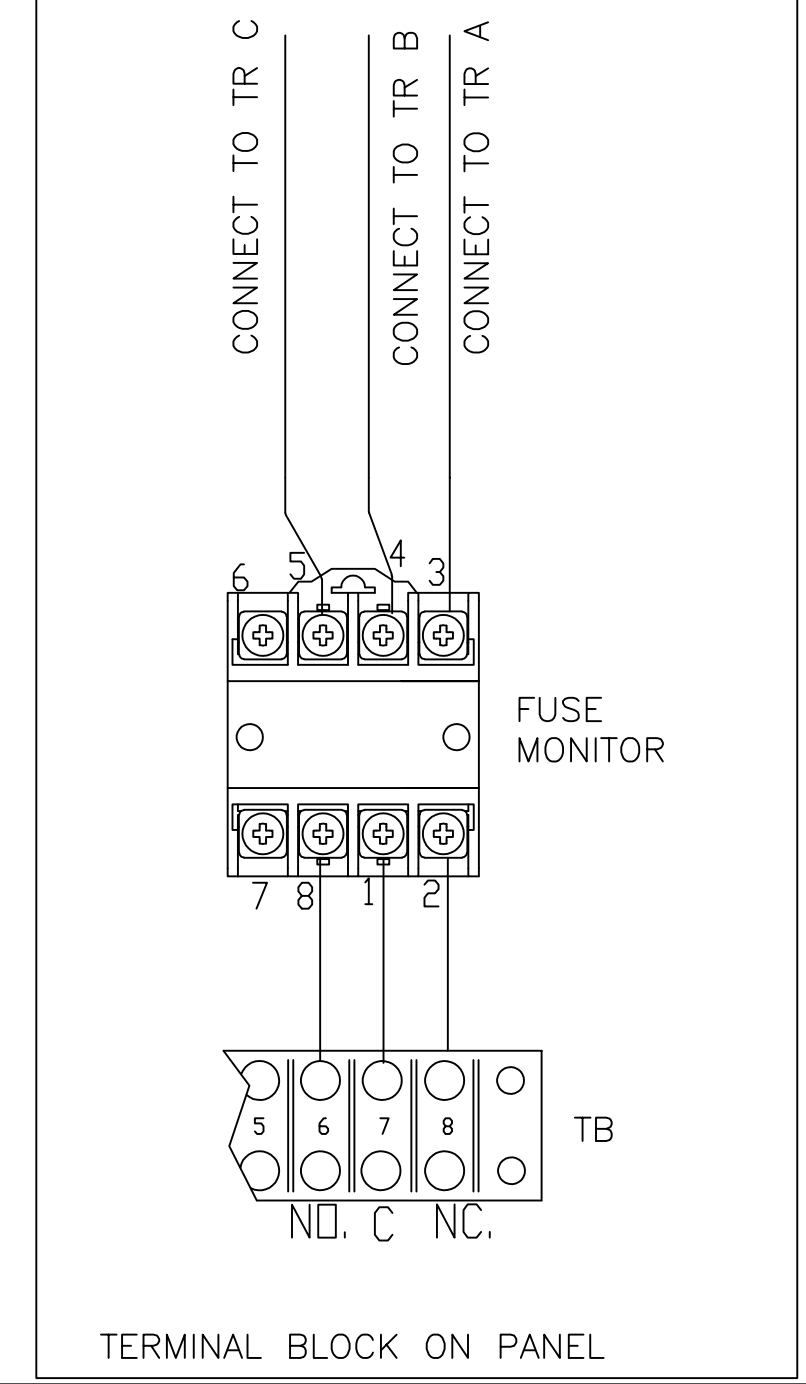 CONNECT TO TR C
CONNECT TO TR B
CONNECT TO TR A
6 5 4 3
FUSE
MONITOR
7 8 1 2
5 6 7 8
TB
NO. C NC.
TERMINAL BLOCK ON PANEL